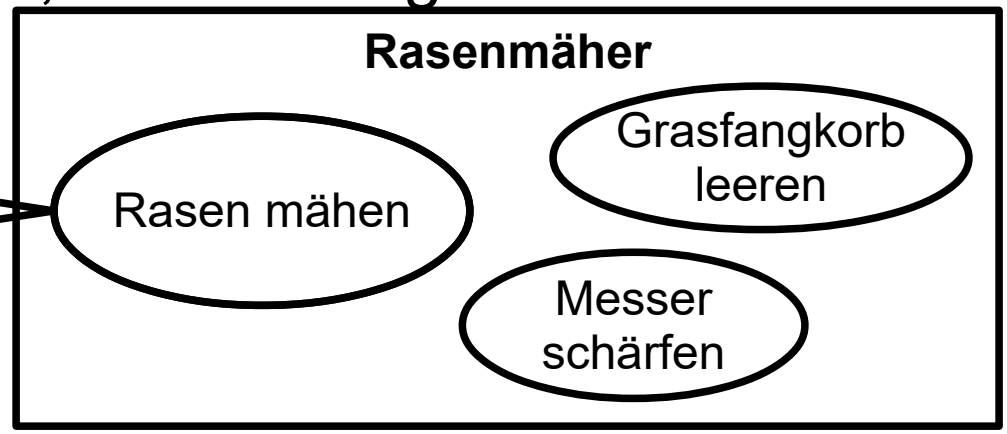 Rasenmäher
Grasfangkorb
leeren
Rasen mähen
Messer
schärfen